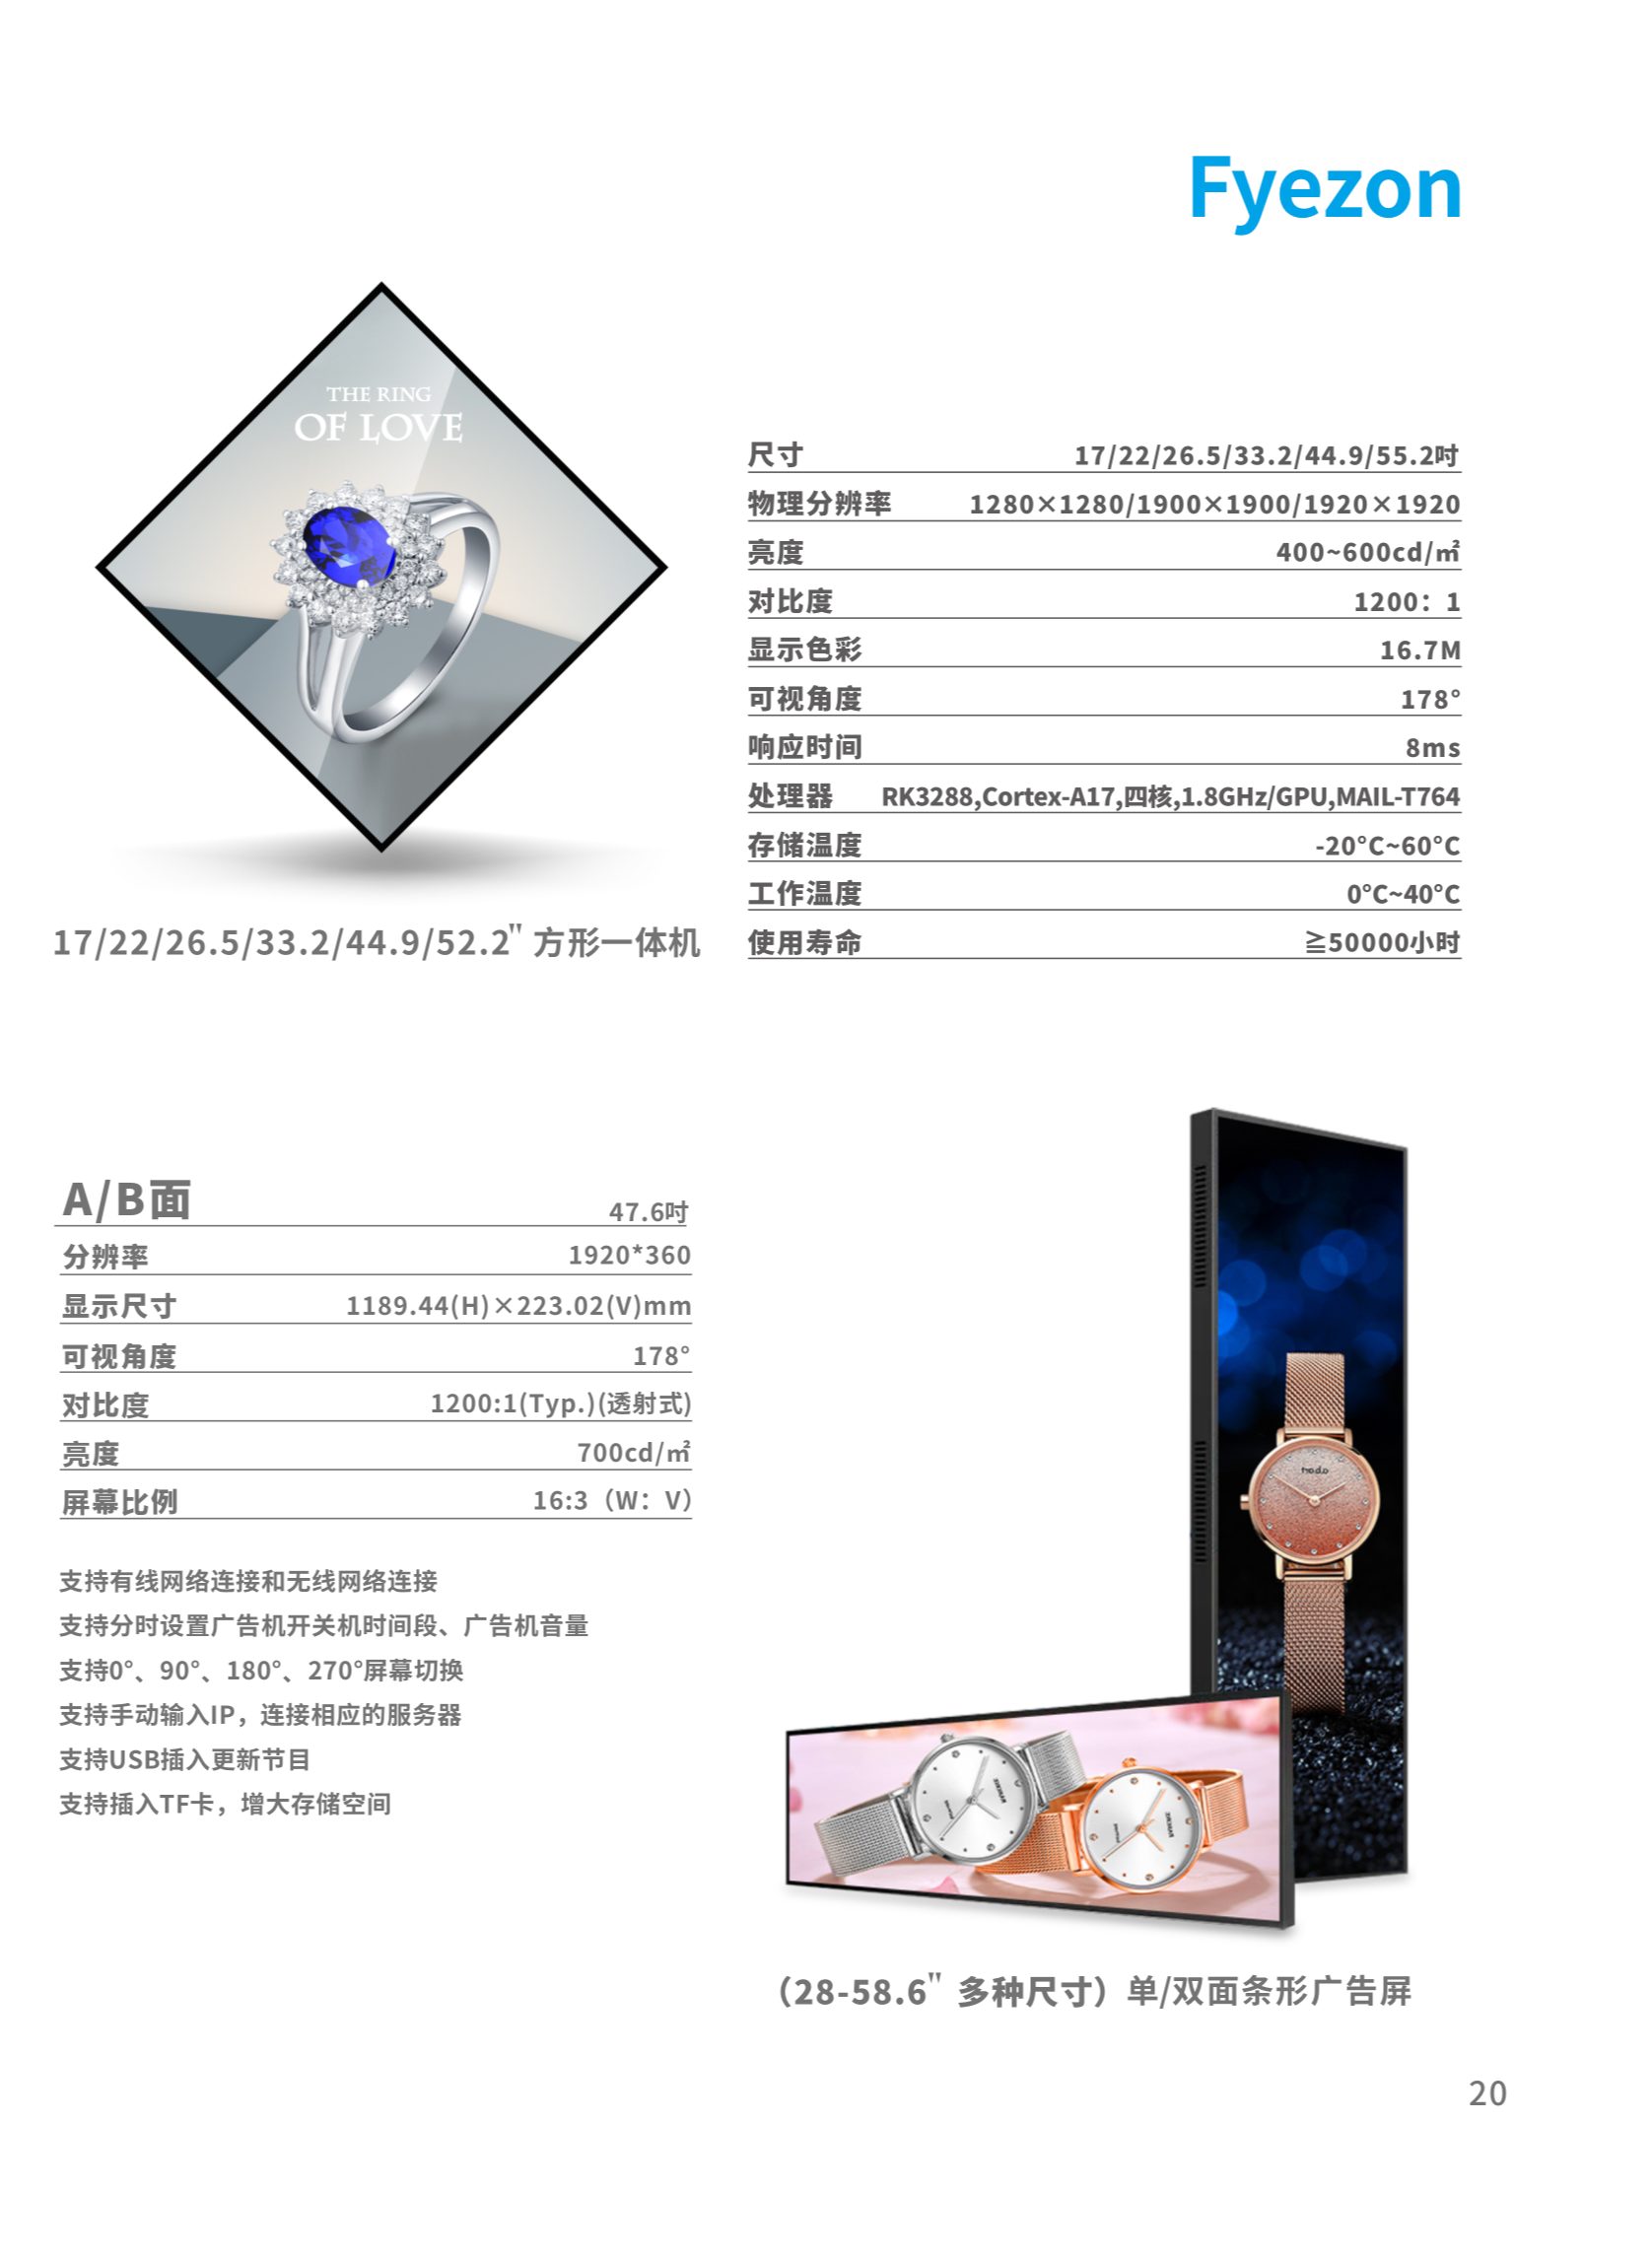 Fyezon
THE RING
OF LOVE
17/22/26.5/33.2/44.9/52.2" 方形一体机
尺寸 17/22/26.5/33.2/44.9/55.2吋
物理分辨率 1280×1280/1900×1900/1920×1920
亮度 400~600cd/㎡
对比度 1200：1
显示色彩 16.7M
可视角度 178°
响应时间 8ms
处理器 RK3288,Cortex-A17,四核,1.8GHz/GPU,MAIL-T764
存储温度 -20°C~60°C
工作温度 0°C~40°C
使用寿命 ≧50000小时
A/B面 47.6吋
分辨率 1920*360
显示尺寸 1189.44(H)×223.02(V)mm
可视角度 178°
对比度 1200:1(Typ.)(透射式)
亮度 700cd/㎡
屏幕比例 16:3（W：V）
支持有线网络连接和无线网络连接
支持分时设置广告机开关机时间段、广告机音量
支持0°、90°、180°、270°屏幕切换
支持手动输入IP，连接相应的服务器
支持USB插入更新节目
支持插入TF卡，增大存储空间
（28-58.6" 多种尺寸）单/双面条形广告屏
20